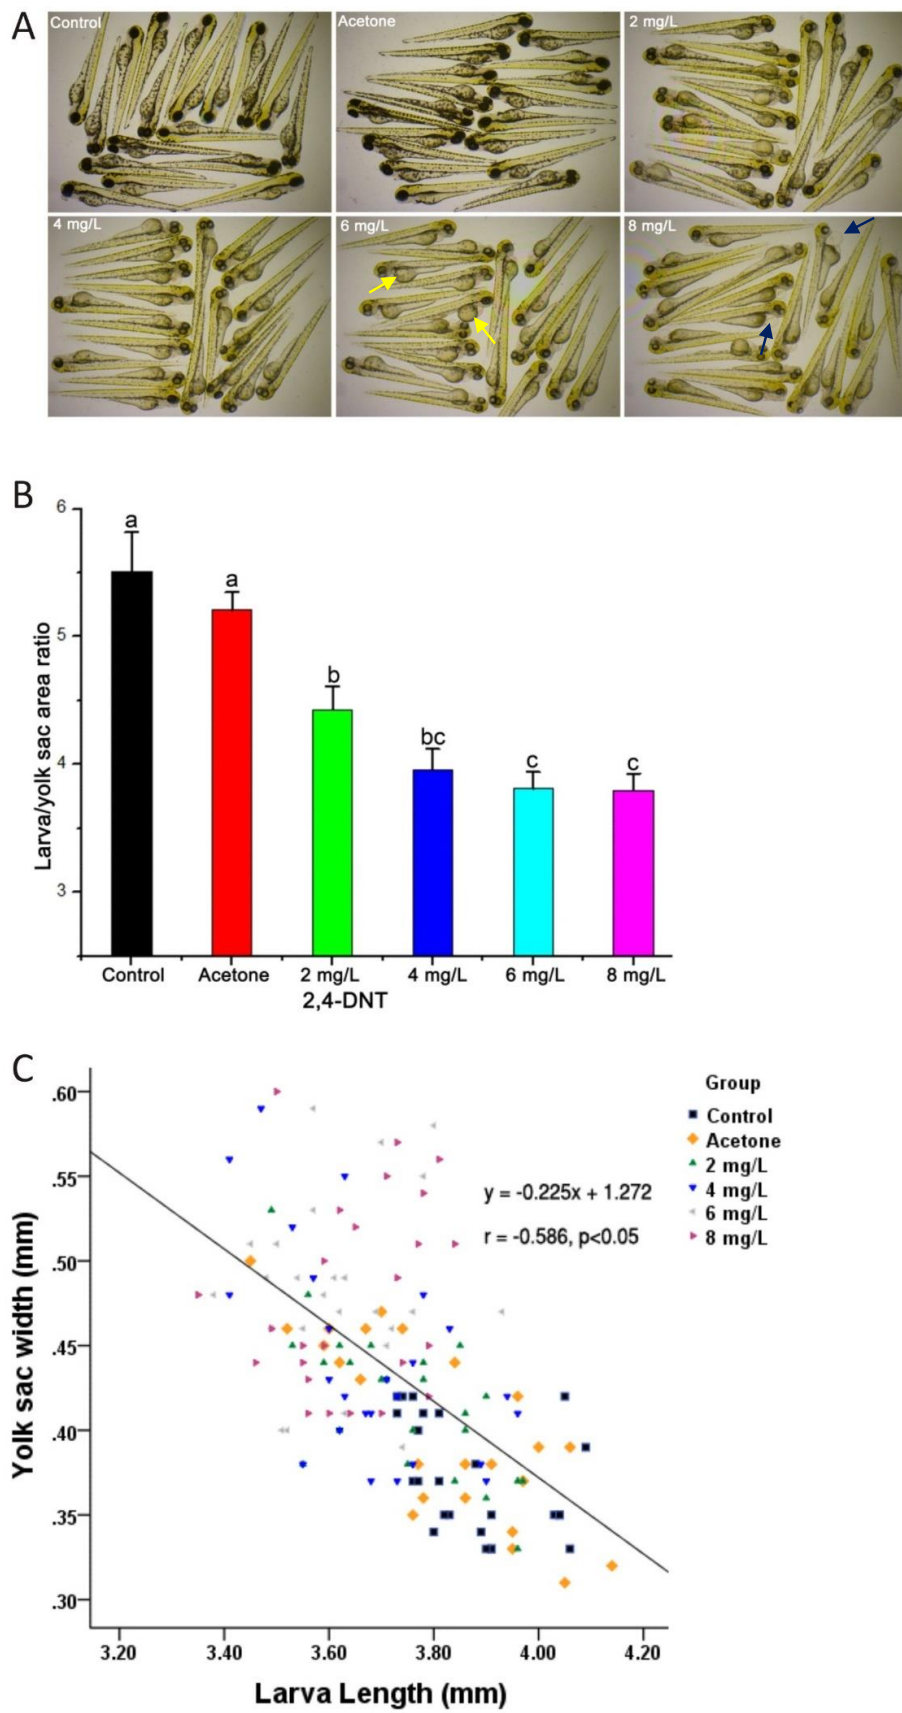 A
Control
Acetone
2 mg/L
4 mg/L
6 mg/L
8 mg/L
B
Larva/yolk sac area ratio
6
5
4
3
a
a
b
bc
c
c
Control
Acetone
2 mg/L
4 mg/L
6 mg/L
8 mg/L
2,4-DNT
C
Yolk sac width (mm)
.60
.55
.50
.45
.40
.35
.30
y = -0.225x + 1.272
r = -0.586, p<0.05
Group
Control
Acetone
2 mg/L
4 mg/L
6 mg/L
8 mg/L
3.20
3.40
3.60
3.80
4.00
4.20
Larva Length (mm)